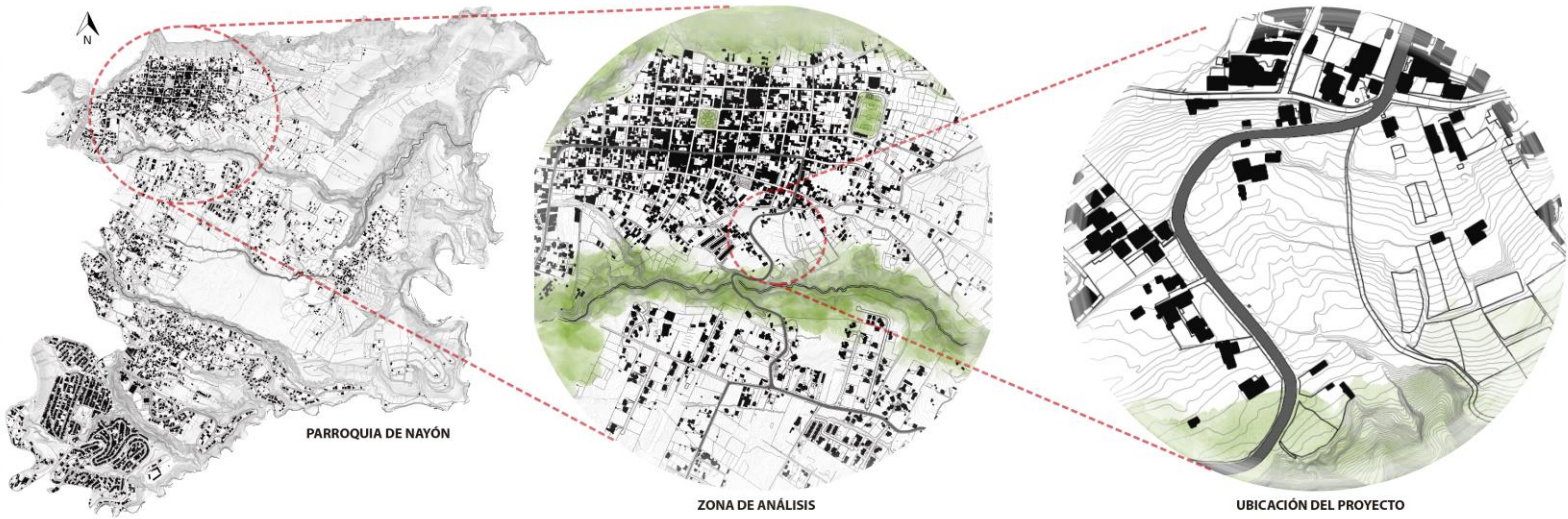 N
PARROQUIA DE NAYÓN
ZONA DE ANÁLISIS
UBICACIÓN DEL PROYECTO